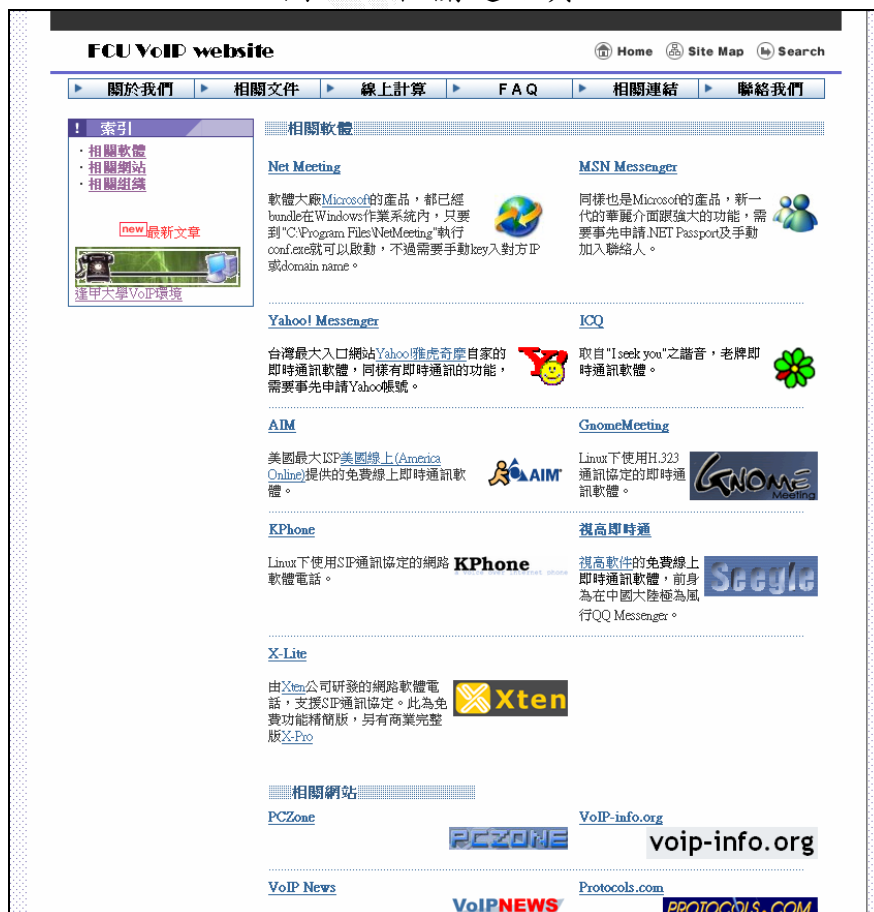 FCU VoIP website
Home Site Map Search
關於我們 相關文件 線上計算 FAQ 相關連結 聯絡我們
! 索引
·相關軟體
·相關網站
·相關組織
new最新文章
逢甲大學VoIP環境
相關軟體
Net Meeting
軟體大廠Microsoft的產品，都已經
bundle在Windows作業系統內，只要
到"C:\Program Files\NetMeeting"執行
conf.exe就可以啟動，不過需要手動key入對方IP
或domain name。
MSN Messenger
同樣也是Microsoft的產品，新一
代的華麗介面跟強大的功能，需
要事先申請.NET Passport及手動
加入聯絡人。
Yahoo! Messenger
台灣最大入口網站Yahoo!雅虎奇摩自家的
即時通訊軟體，同樣有即時通訊的功能，
需要事先申請Yahoo帳號。
ICQ
取自"I seek you"之諧音，老牌即
時通訊軟體。
AIM
美國最大ISP美國線上(America
Online)提供的免費線上即時通訊軟
體。
AIM
GnomeMeeting
Linux下使用H.323
通訊協定的即時通
訊軟體。
GNOME
Meeting
KPhone
Linux下使用SIP通訊協定的網路
軟體電話。
KPhone
視高即時通
視高軟件的免費線上
即時通訊軟體，前身
為在中國大陸極為風
行QQ Messenger。
Seegle
X-Lite
由Xten公司研發的網路軟體電
話，支援SIP通訊協定。此為免
費功能精簡版，另有商業完整
版X-Pro
Xten
相關網站
PCZone
PCZONE
VoIP-info.org
voip-info.org
VoIP News
VoIPNEWS
Protocols.com
PROTOCOLS.COM